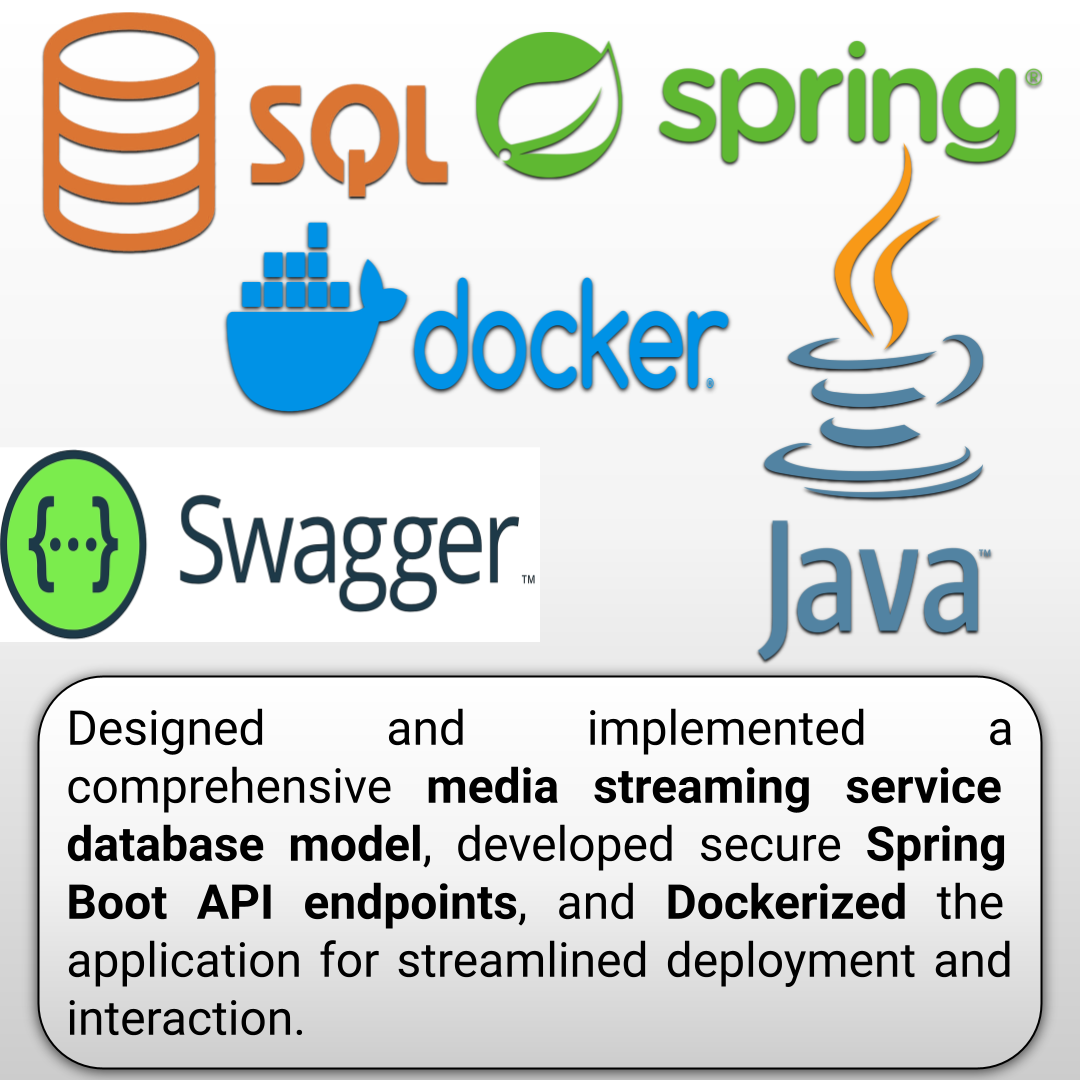 SQL
spring®
docker®
{...}
Swagger™
Java™
Designed and implemented a
comprehensive media streaming service
database model, developed secure Spring
Boot API endpoints, and Dockerized the
application for streamlined deployment and
interaction.